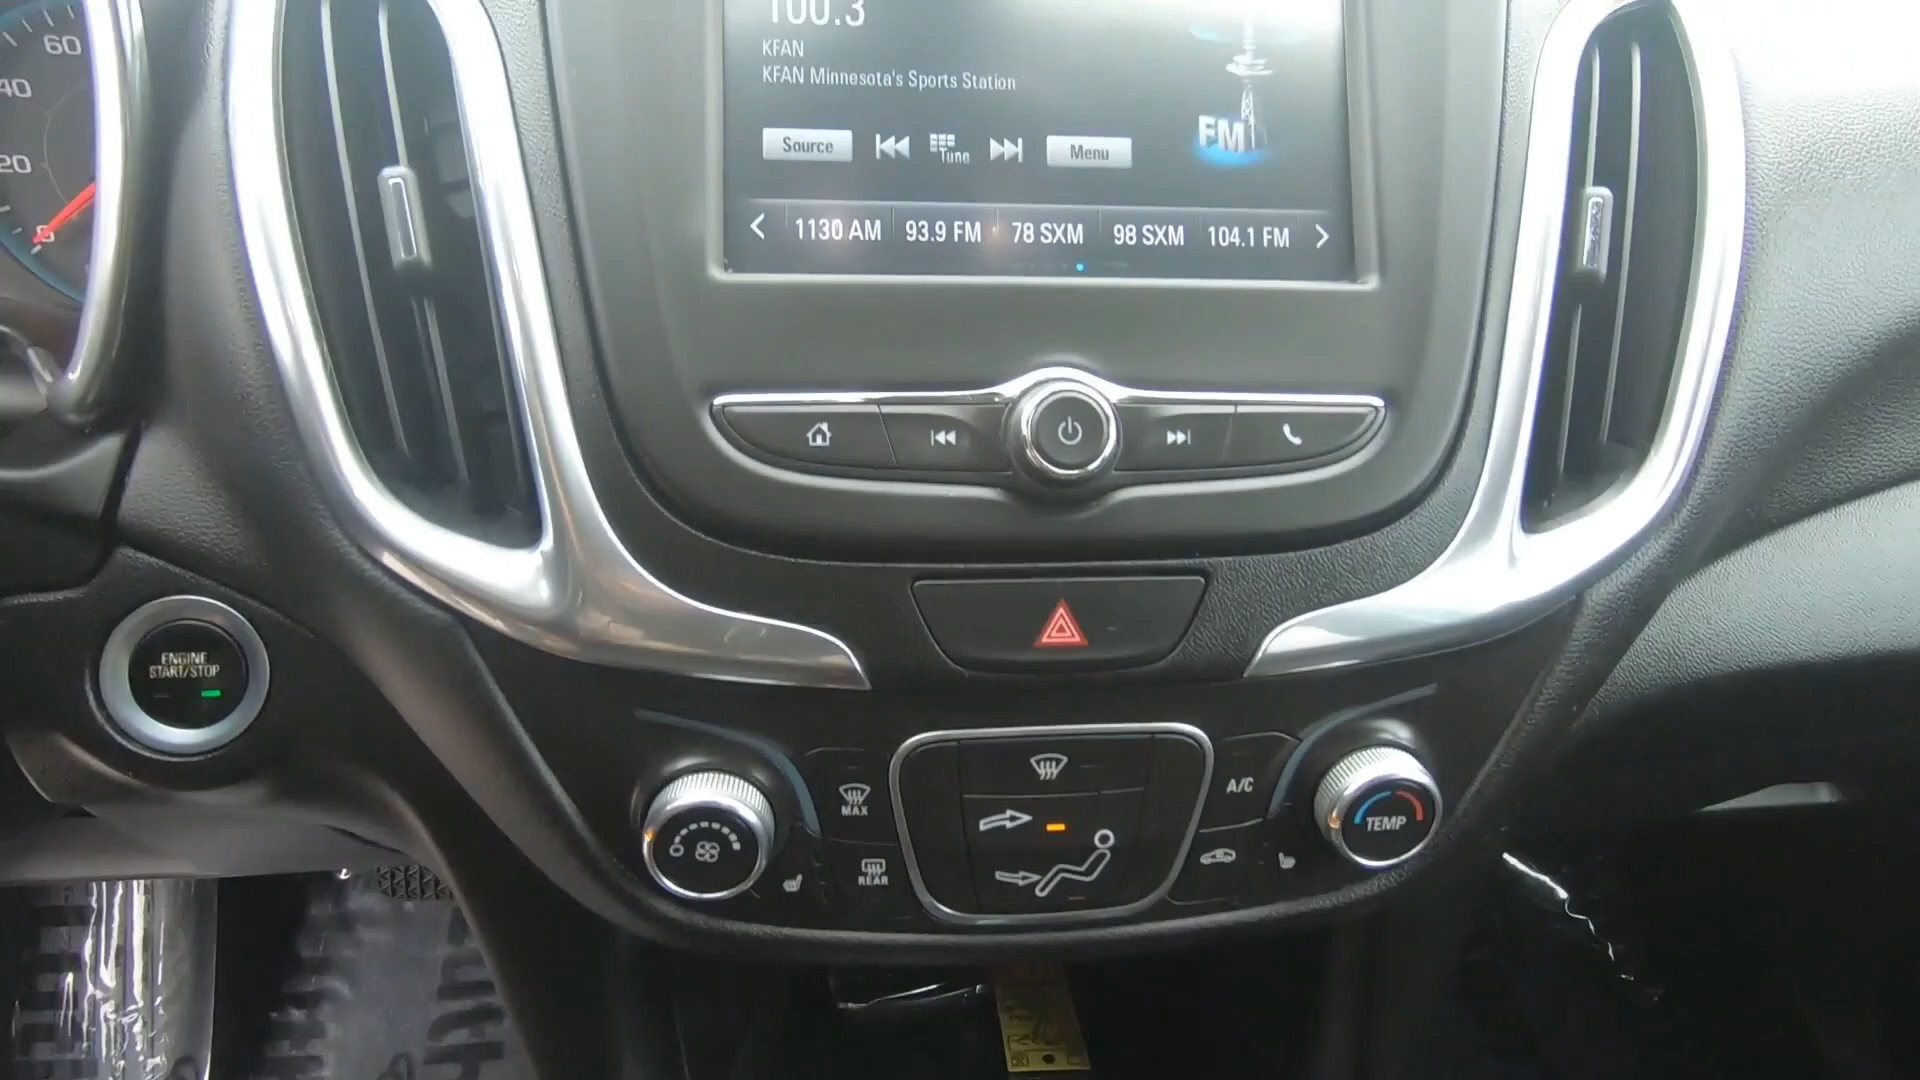 60
40
20
100.3
KFAN
KFAN Minnesota's Sports Station
FM
Source
Tune
Menu
1130 AM 93.9 FM 78 SXM 98 SXM 104.1 FM
ENGINE
START/STOP
MAX
REAR
A/C
TEMP